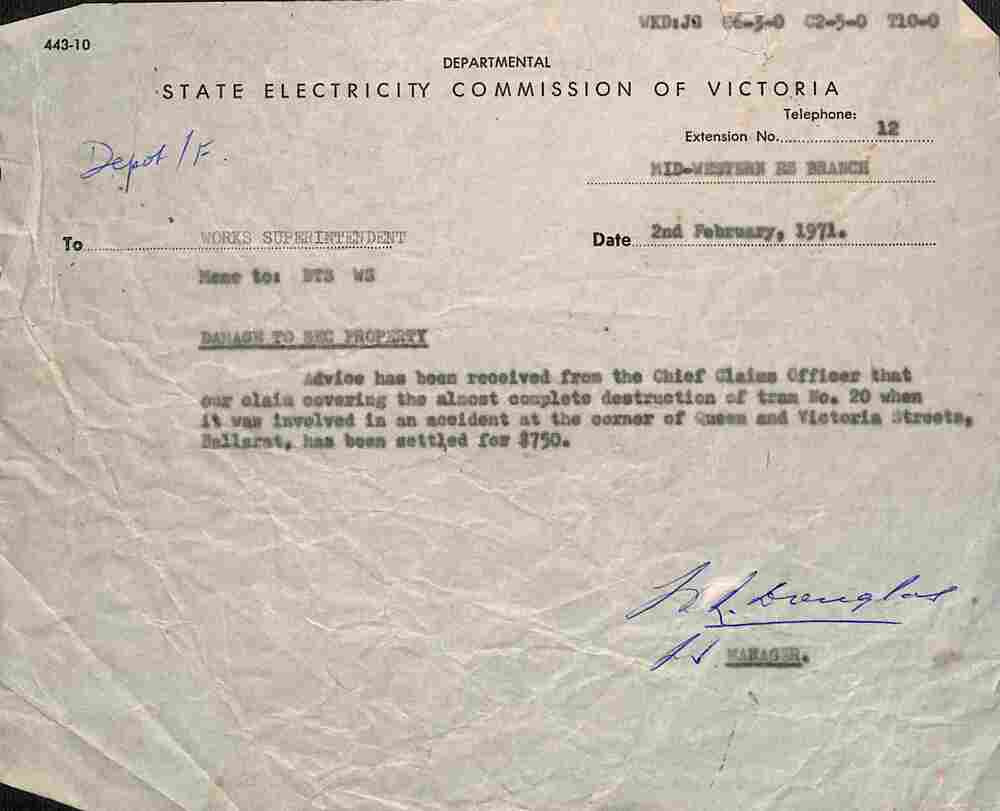 WKD:JG C6-3-0 C2-5-0 T10-0
443-10
DEPARTMENTAL
STATE ELECTRICITY COMMISSION OF VICTORIA
Telephone:
Extension No. 12
Depot / F.
MID-WESTERN ES BRANCH
To WORKS SUPERINTENDENT
Date 2nd February, 1971.
Memo to: DTS WS
DAMAGE TO SEC PROPERTY
Advice has been received from the Chief Claims Officer that
our claim covering the almost complete destruction of tram No. 20 when
it was involved in an accident at the corner of Queen and Victoria Streets,
Ballarat, has been settled for $750.
Douglas
MANAGER.